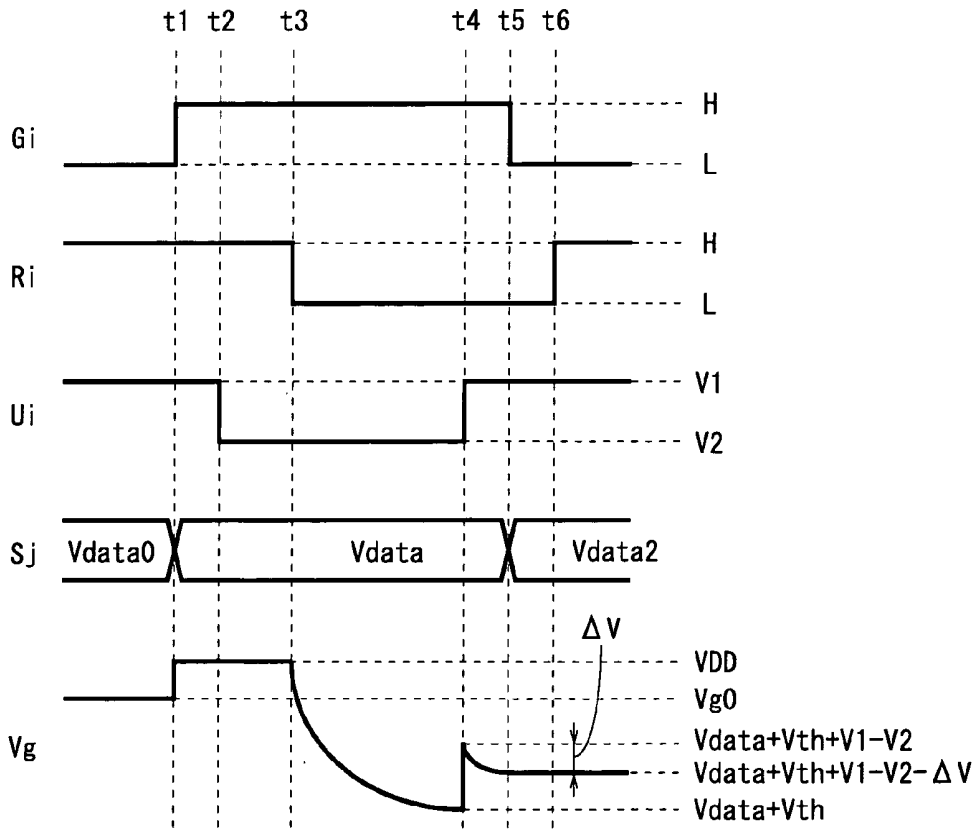 t1 t2 t3 t4 t5 t6
Gi
H
L
Ri
H
L
Ui
V1
V2
Sj
Vdata0
Vdata
Vdata2
ΔV
Vg
VDD
Vg0
Vdata+Vth+V1-V2
Vdata+Vth+V1-V2-ΔV
Vdata+Vth